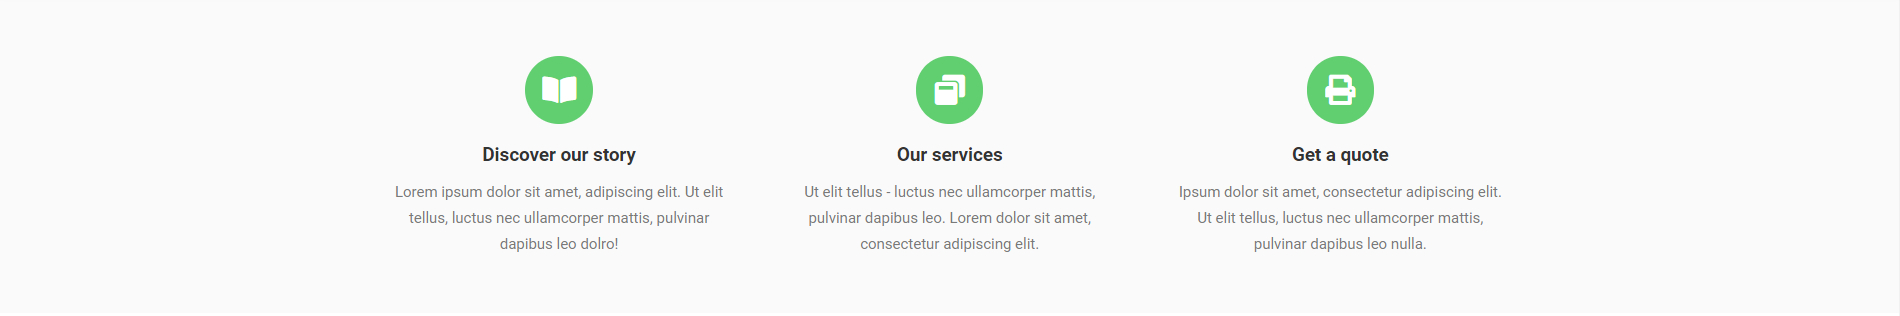 Discover our story
Lorem ipsum dolor sit amet, adipiscing elit. Ut elit
tellus, luctus nec ullamcorper mattis, pulvinar
dapibus leo dolro!
Our services
Ut elit tellus - luctus nec ullamcorper mattis,
pulvinar dapibus leo. Lorem dolor sit amet,
consectetur adipiscing elit.
Get a quote
Ipsum dolor sit amet, consectetur adipiscing elit.
Ut elit tellus, luctus nec ullamcorper mattis,
pulvinar dapibus leo nulla.